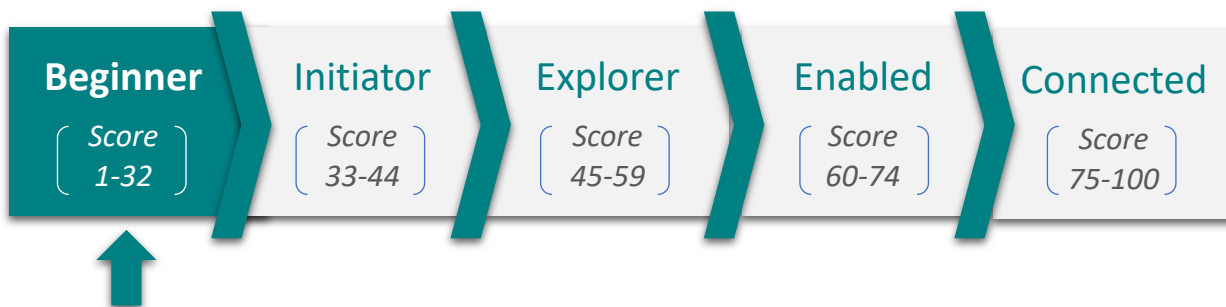 Beginner
Score
1-32
Initiator
Score
33-44
Explorer
Score
45-59
Enabled
Score
60-74
Connected
Score
75-100